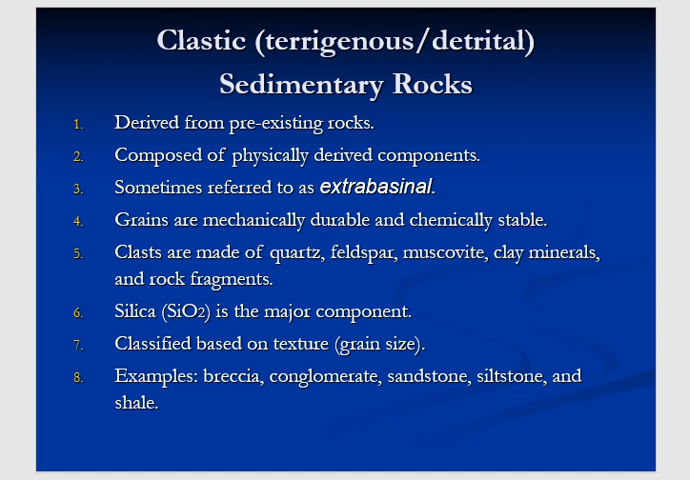 Clastic (terrigenous/detrital)
Sedimentary Rocks
1. Derived from pre-existing rocks.
2. Composed of physically derived components.
3. Sometimes referred to as extrabasinal.
4. Grains are mechanically durable and chemically stable.
5. Clasts are made of quartz, feldspar, muscovite, clay minerals,
and rock fragments.
6. Silica (SiO2) is the major component.
7. Classified based on texture (grain size).
8. Examples: breccia, conglomerate, sandstone, siltstone, and
shale.